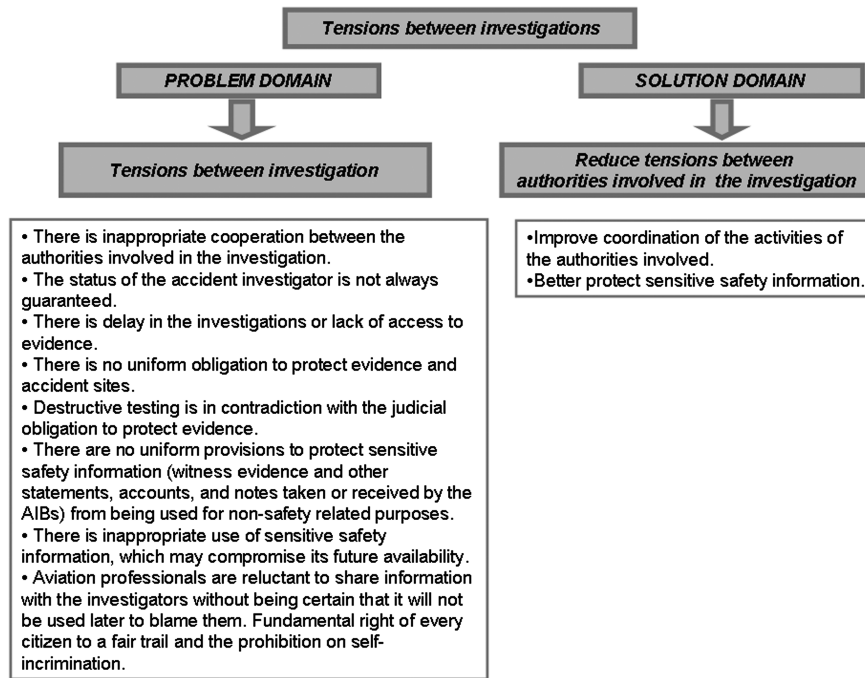 Tensions between investigations
PROBLEM DOMAIN
SOLUTION DOMAIN
Tensions between investigation
Reduce tensions between
authorities involved in the investigation
• There is inappropriate cooperation between the
authorities involved in the investigation.
• The status of the accident investigator is not always
guaranteed.
• There is delay in the investigations or lack of access to
evidence.
• There is no uniform obligation to protect evidence and
accident sites.
• Destructive testing is in contradiction with the judicial
obligation to protect evidence.
• There are no uniform provisions to protect sensitive
safety information (witness evidence and other
statements, accounts, and notes taken or received by the
AIBs) from being used for non-safety related purposes.
• There is inappropriate use of sensitive safety
information, which may compromise its future availability.
• Aviation professionals are reluctant to share information
with the investigators without being certain that it will not
be used later to blame them. Fundamental right of every
citizen to a fair trail and the prohibition on self-
incrimination.
•Improve coordination of the activities of
the authorities involved.
•Better protect sensitive safety information.